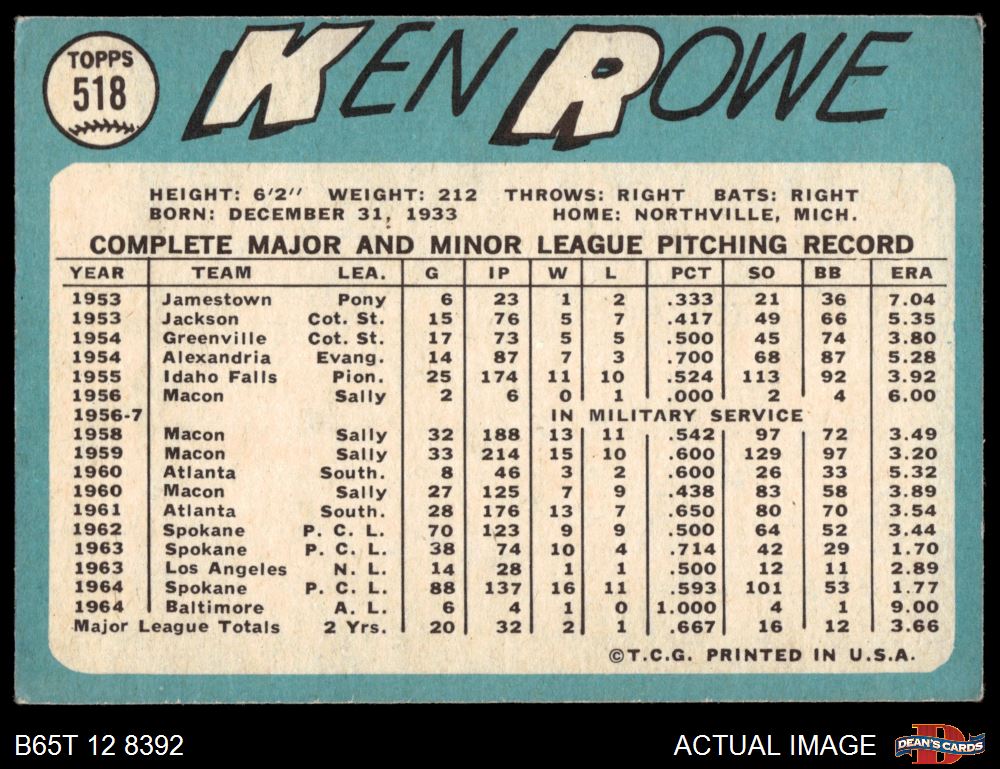 TOPPS
518
KEN ROWE
HEIGHT: 6'2" WEIGHT: 212 THROWS: RIGHT BATS: RIGHT
BORN: DECEMBER 31, 1933 HOME: NORTHVILLE, MICH.
COMPLETE MAJOR AND MINOR LEAGUE PITCHING RECORD
YEAR TEAM LEA. G IP W L PCT SO BB ERA
1953 Jamestown Pony 6 23 1 2 .333 21 36 7.04
1953 Jackson Cot. St. 15 76 5 7 .417 49 66 5.35
1954 Greenville Cot. St. 17 73 5 5 .500 45 74 3.80
1954 Alexandria Evang. 14 87 7 3 .700 68 87 5.28
1955 Idaho Falls Pion. 25 174 11 10 .524 113 92 3.92
1956 Macon Sally 2 6 0 1 .000 2 4 6.00
1956-7 IN MILITARY SERVICE
1958 Macon Sally 32 188 13 11 .542 97 72 3.49
1959 Macon Sally 33 214 15 10 .600 129 97 3.20
1960 Atlanta South. 8 46 3 2 .600 26 33 5.32
1960 Macon Sally 27 125 7 9 .438 83 58 3.89
1961 Atlanta South. 28 176 13 7 .650 80 70 3.54
1962 Spokane P. C. L. 70 123 9 9 .500 64 52 3.44
1963 Spokane P. C. L. 38 74 10 4 .714 42 29 1.70
1963 Los Angeles N. L. 14 28 1 1 .500 12 11 2.89
1964 Spokane P. C. L. 88 137 16 11 .593 101 53 1.77
1964 Baltimore A. L. 6 4 1 0 1.000 4 1 9.00
Major League Totals 2 Yrs. 20 32 2 1 .667 16 12 3.66
©T.C.G. PRINTED IN U.S.A.
B65T 12 8392 ACTUAL IMAGE D DEAN'S CARDS